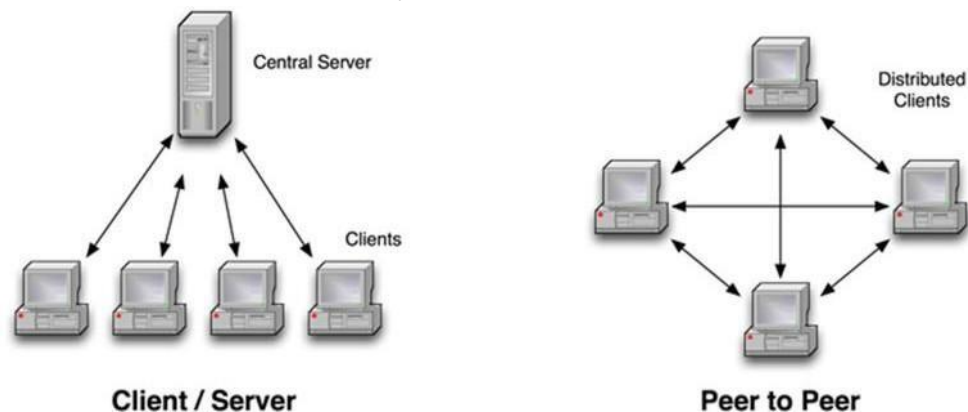 Central Server
Clients
Client / Server
Distributed
Clients
Peer to Peer